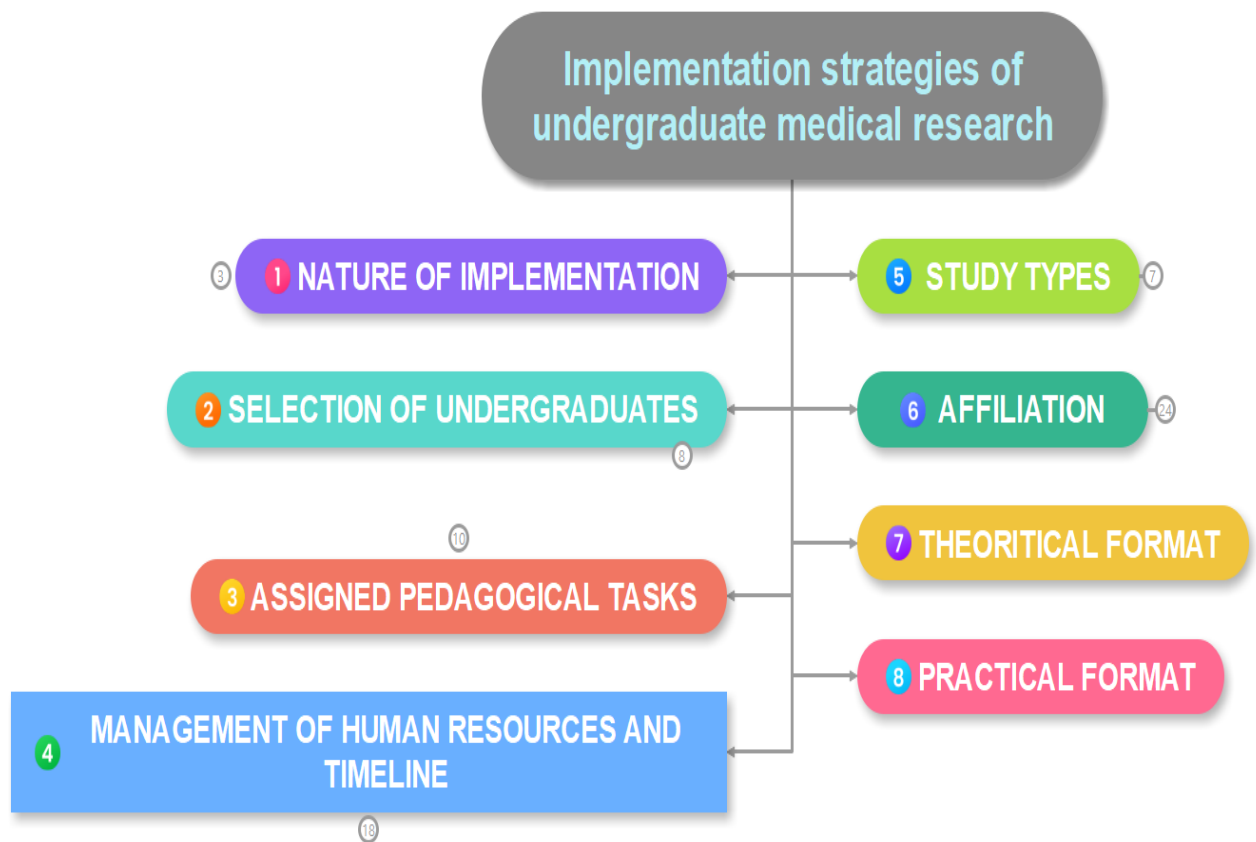 Implementation strategies of
undergraduate medical research
3
1 NATURE OF IMPLEMENTATION
2 SELECTION OF UNDERGRADUATES
8
10
3 ASSIGNED PEDAGOGICAL TASKS
4 MANAGEMENT OF HUMAN RESOURCES AND
TIMELINE
18
5 STUDY TYPES
7
6 AFFILIATION
24
7 THEORITICAL FORMAT
8 PRACTICAL FORMAT